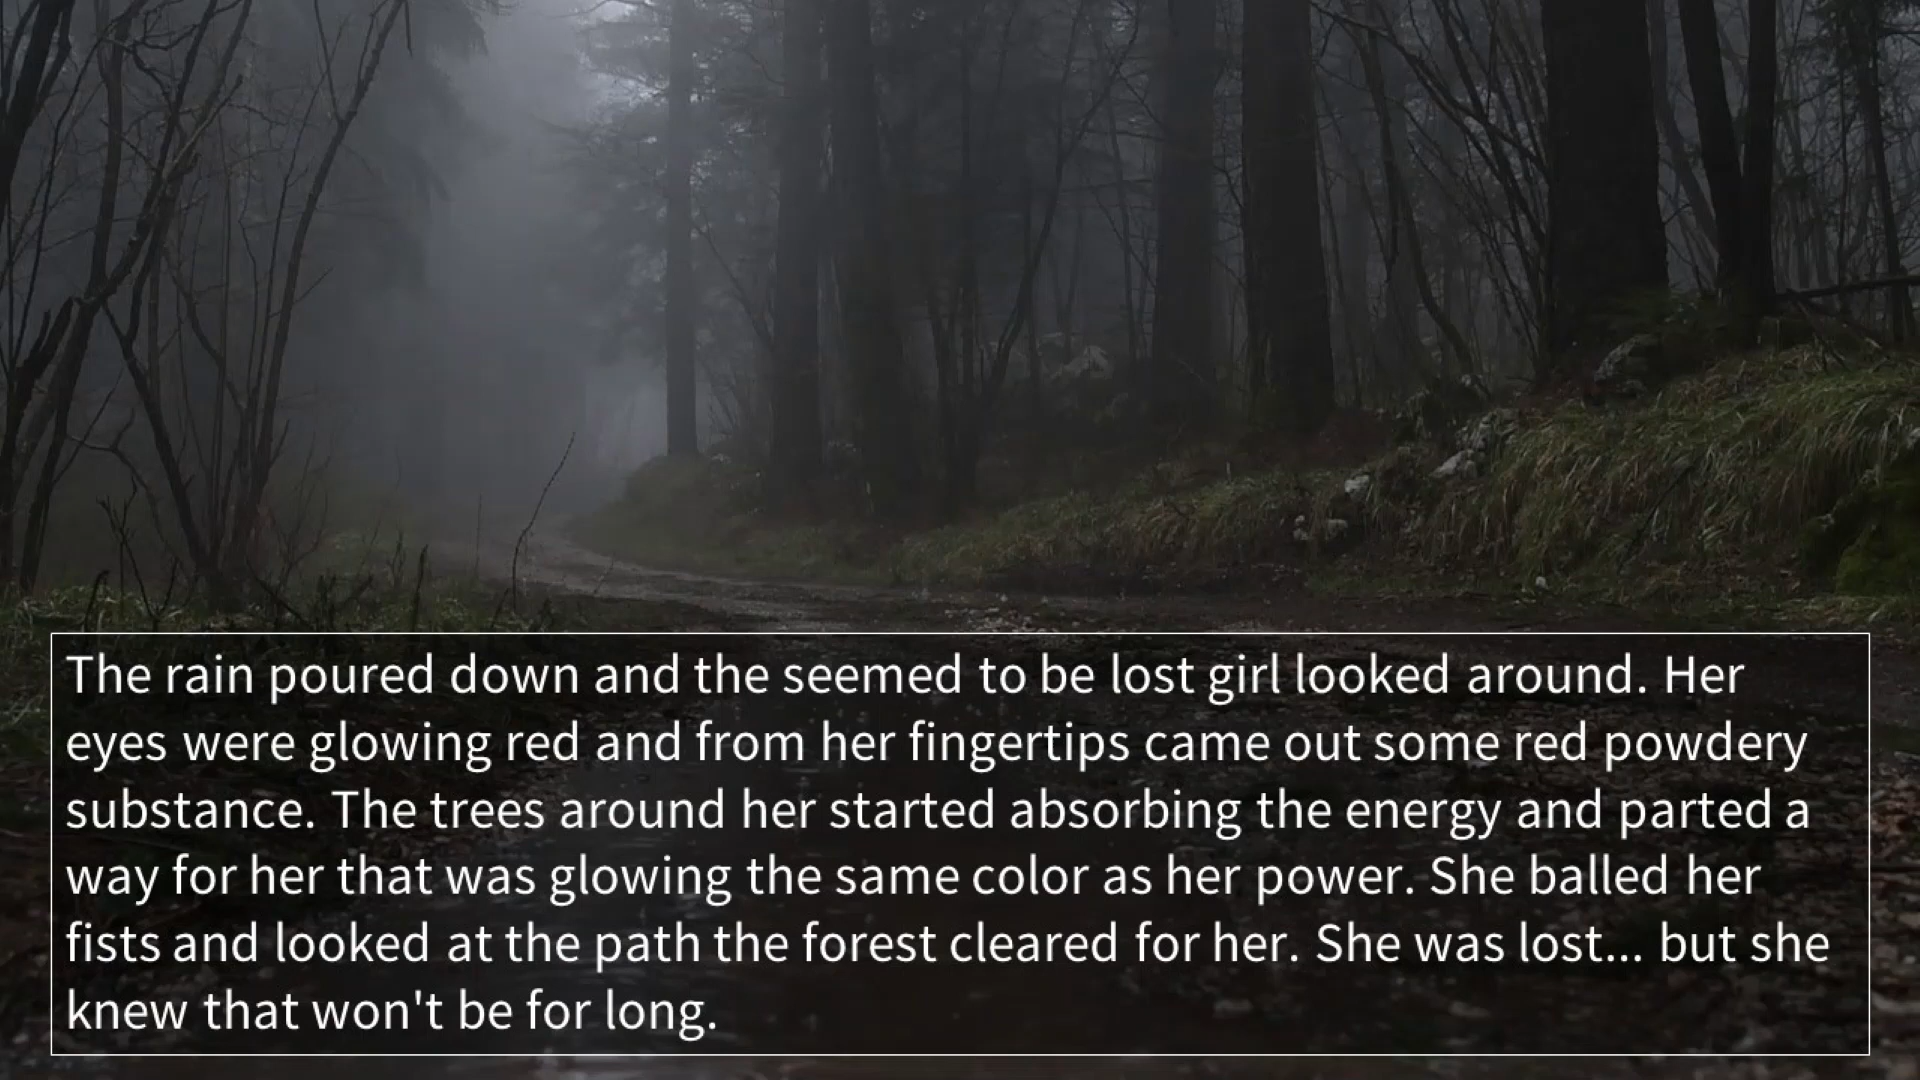 The rain poured down and the seemed to be lost girl looked around. Her
eyes were glowing red and from her fingertips came out some red powdery
substance. The trees around her started absorbing the energy and parted a
way for her that was glowing the same color as her power. She balled her
fists and looked at the path the forest cleared for her. She was lost... but she
knew that won't be for long.